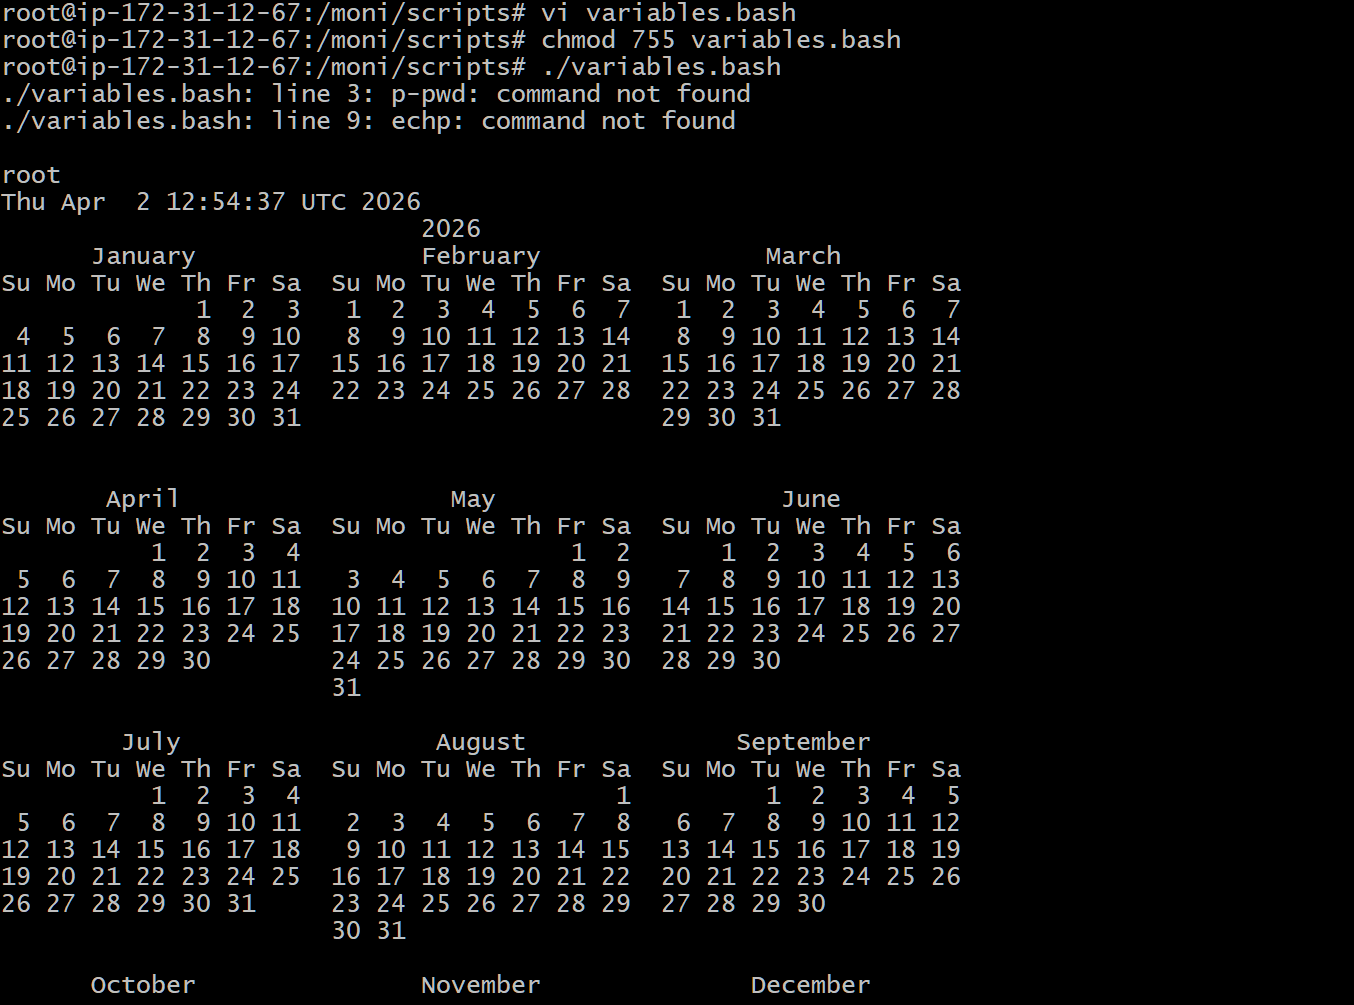 root@ip-172-31-12-67:/moni/scripts# vi variables.bash
root@ip-172-31-12-67:/moni/scripts# chmod 755 variables.bash
root@ip-172-31-12-67:/moni/scripts# ./variables.bash
./variables.bash: line 3: p-pwd: command not found
./variables.bash: line 9: echp: command not found

root
Thu Apr  2 12:54:37 UTC 2026
                            2026
      January               February               March
Su Mo Tu We Th Fr Sa  Su Mo Tu We Th Fr Sa  Su Mo Tu We Th Fr Sa
             1  2  3   1  2  3  4  5  6  7   1  2  3  4  5  6  7
 4  5  6  7  8  9 10   8  9 10 11 12 13 14   8  9 10 11 12 13 14
11 12 13 14 15 16 17  15 16 17 18 19 20 21  15 16 17 18 19 20 21
18 19 20 21 22 23 24  22 23 24 25 26 27 28  22 23 24 25 26 27 28
25 26 27 28 29 30 31                        29 30 31

       April                  May                   June
Su Mo Tu We Th Fr Sa  Su Mo Tu We Th Fr Sa  Su Mo Tu We Th Fr Sa
          1  2  3  4                  1  2      1  2  3  4  5  6
 5  6  7  8  9 10 11   3  4  5  6  7  8  9   7  8  9 10 11 12 13
12 13 14 15 16 17 18  10 11 12 13 14 15 16  14 15 16 17 18 19 20
19 20 21 22 23 24 25  17 18 19 20 21 22 23  21 22 23 24 25 26 27
26 27 28 29 30        24 25 26 27 28 29 30  28 29 30
                      31

        July                 August              September
Su Mo Tu We Th Fr Sa  Su Mo Tu We Th Fr Sa  Su Mo Tu We Th Fr Sa
          1  2  3  4                     1         1  2  3  4  5
 5  6  7  8  9 10 11   2  3  4  5  6  7  8   6  7  8  9 10 11 12
12 13 14 15 16 17 18   9 10 11 12 13 14 15  13 14 15 16 17 18 19
19 20 21 22 23 24 25  16 17 18 19 20 21 22  20 21 22 23 24 25 26
26 27 28 29 30 31     23 24 25 26 27 28 29  27 28 29 30
                      30 31

      October               November              December